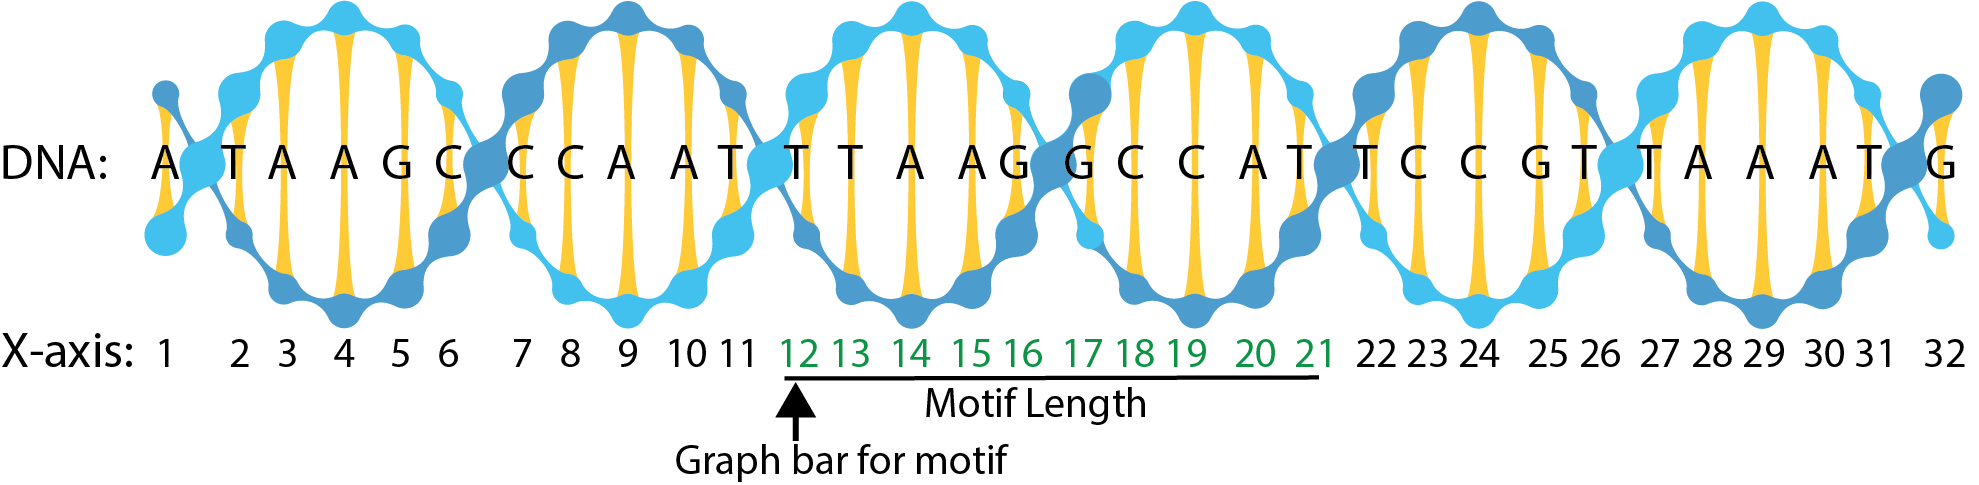 DNA: A T A A G C C C A A T T T A A G G C C A T T C C G T T A A A T G
X-axis: 1 2 3 4 5 6 7 8 9 10 11 12 13 14 15 16 17 18 19 20 21 22 23 24 25 26 27 28 29 30 31 32
Motif Length
Graph bar for motif